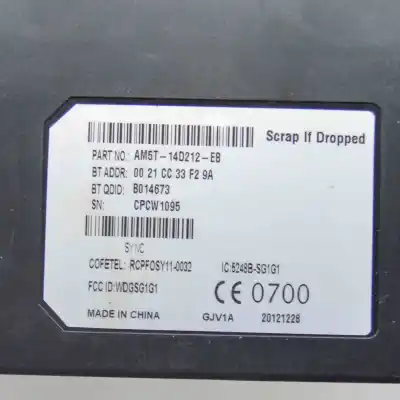 Scrap If Dropped
PART NO.: AM5T-14D212-EB
BT ADDR: 00 21 CC 33 F2 9A
BT QDID: B014673
SN: CPCW1095
SYNC
COFETEL: RCPFOSY11-0032 IC:5248B-SG1G1
FCC ID:WDGSG1G1 CE 0700
MADE IN CHINA GJV1A 20121228